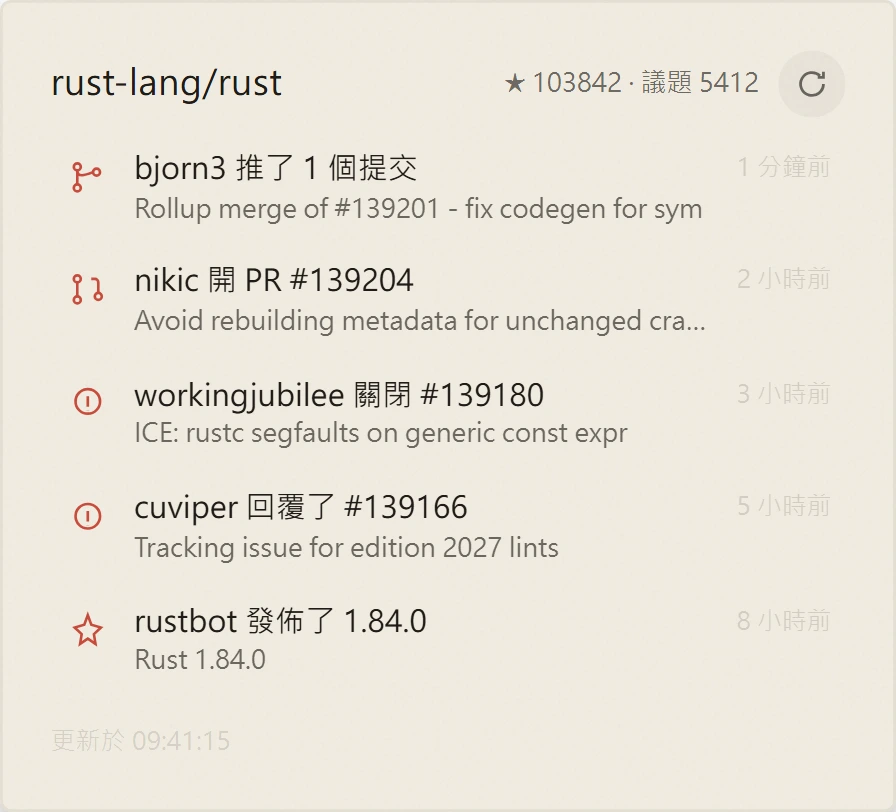 rust-lang/rust
★ 103842 · 議題 5412
bjorn3 推了 1 個提交
1 分鐘前
Rollup merge of #139201 - fix codegen for sym
nikic 開 PR #139204
2 小時前
Avoid rebuilding metadata for unchanged cra...
workingjubilee 關閉 #139180
3 小時前
ICE: rustc segfaults on generic const expr
cuviper 回覆了 #139166
5 小時前
Tracking issue for edition 2027 lints
rustbot 發佈了 1.84.0
8 小時前
Rust 1.84.0
更新於 09:41:15